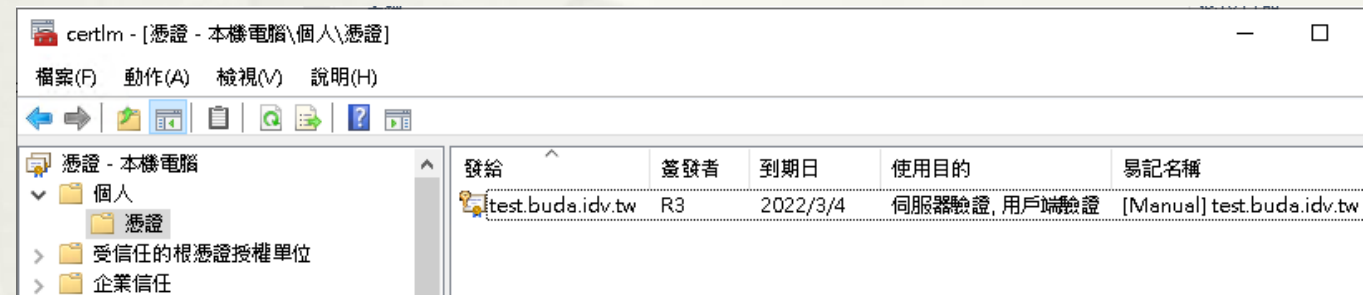 certlm - [憑證 - 本機電腦\個人\憑證]
檔案(F) 動作(A) 檢視(V) 說明(H)
憑證 - 本機電腦
個人
憑證
受信任的根憑證授權單位
企業信任
發給 簽發者 到期日 使用目的 易記名稱
test.buda.idv.tw R3 2022/3/4 伺服器驗證, 用戶端驗證 [Manual] test.buda.idv.tw